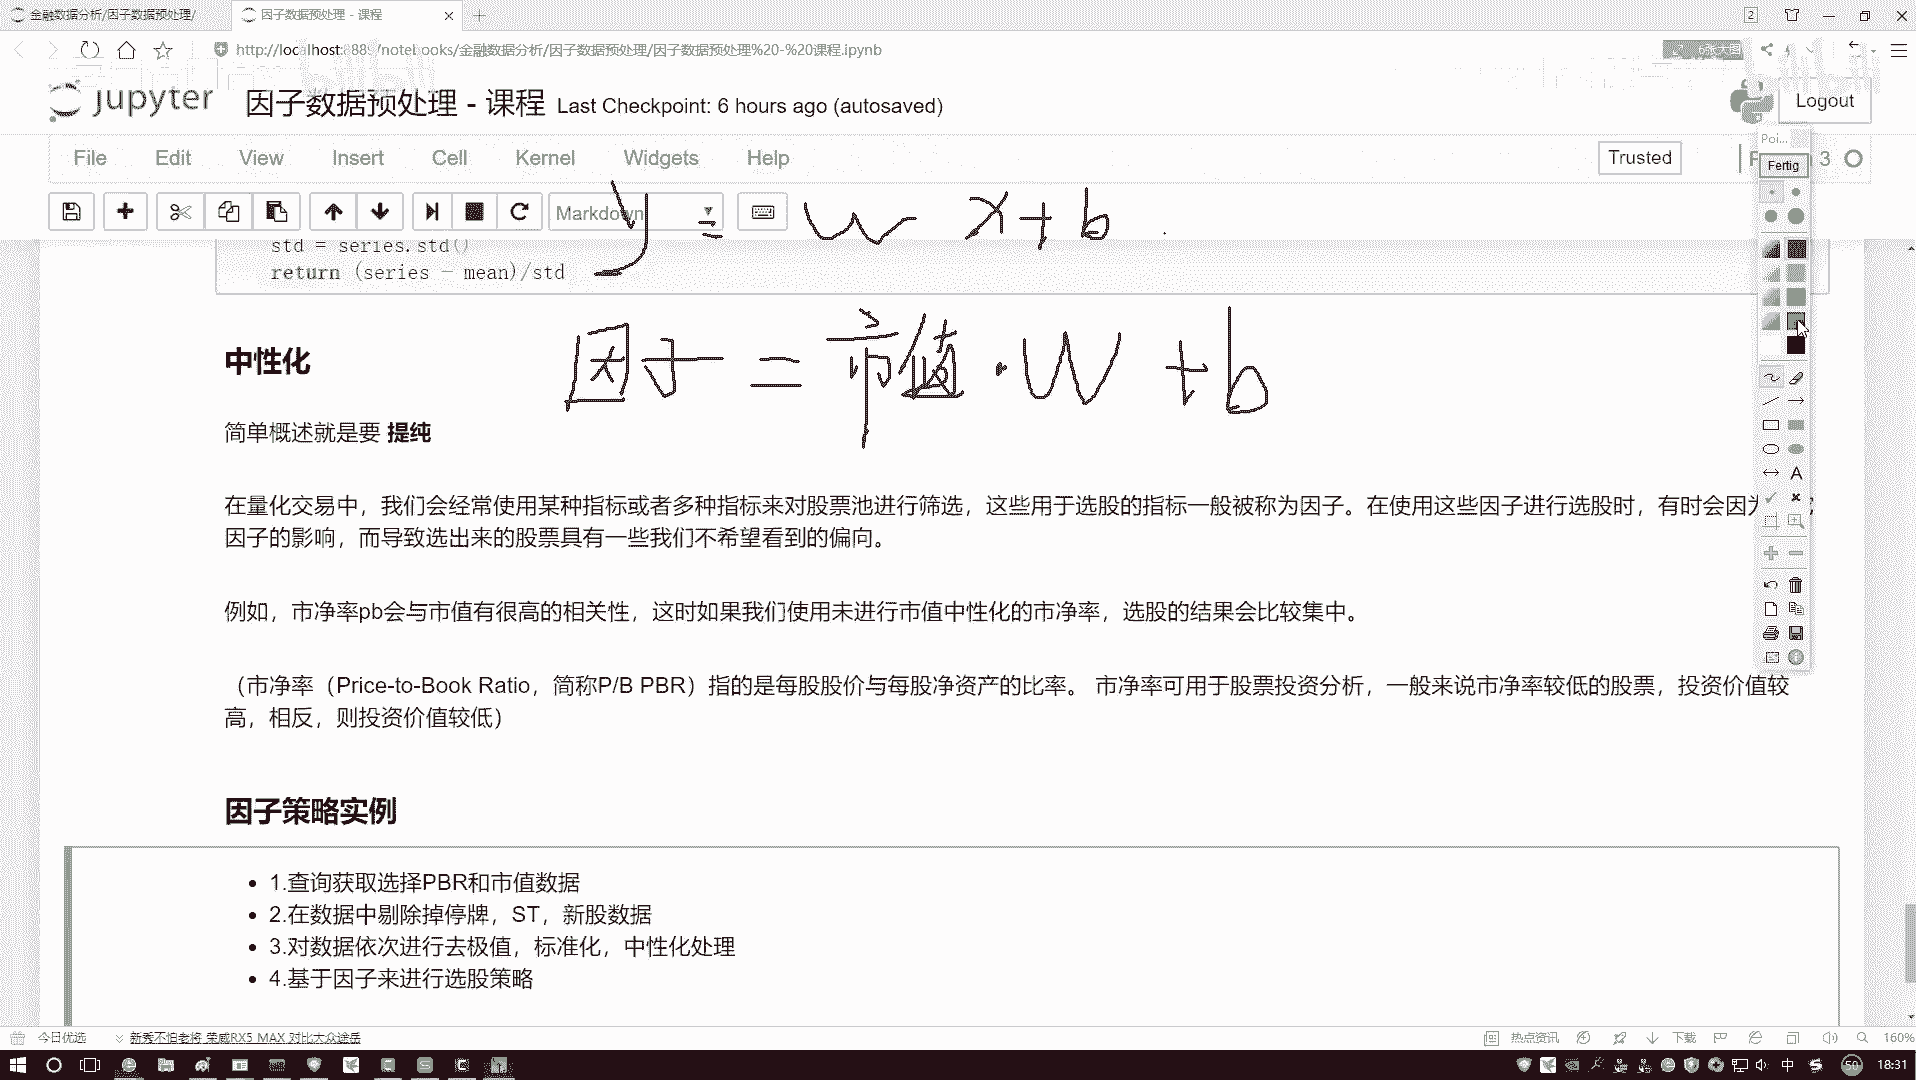 金融数据分析/因子数据预处理/
因子数据预处理 - 课程
2
http://localhost:888/notebooks/金融数据分析/因子数据预处理/因子数据预处理%20-%20课程.ipynb
6张大图
jupyter 因子数据预处理 - 课程 Last Checkpoint: 6 hours ago (autosaved)
Logout
File Edit View Insert Cell Kernel Widgets Help
Trusted
3
Poi...
Fertig
Markdown
y = w x + b
std = series.std()
return (series - mean)/std
因子 = 市值 · W + b
中性化
简单概述就是要 提纯
在量化交易中，我们会经常使用某种指标或者多种指标来对股票池进行筛选，这些用于选股的指标一般被称为因子。在使用这些因子进行选股时，有时会因为
因子的影响，而导致选出来的股票具有一些我们不希望看到的偏向。
例如，市净率pb会与市值有很高的相关性，这时如果我们使用未进行市值中性化的市净率，选股的结果会比较集中。
（市净率（Price-to-Book Ratio，简称P/B PBR）指的是每股股价与每股净资产的比率。 市净率可用于股票投资分析，一般来说市净率较低的股票，投资价值较
高，相反，则投资价值较低）
因子策略实例
• 1.查询获取选择PBR和市值数据
• 2.在数据中剔除掉停牌，ST，新股数据
• 3.对数据依次进行去极值，标准化，中性化处理
• 4.基于因子来进行选股策略
今日优选 新秀不怕老将 荣威RX5 MAX 对比大众途岳
热点资讯 下载 160%
中 50 18:31